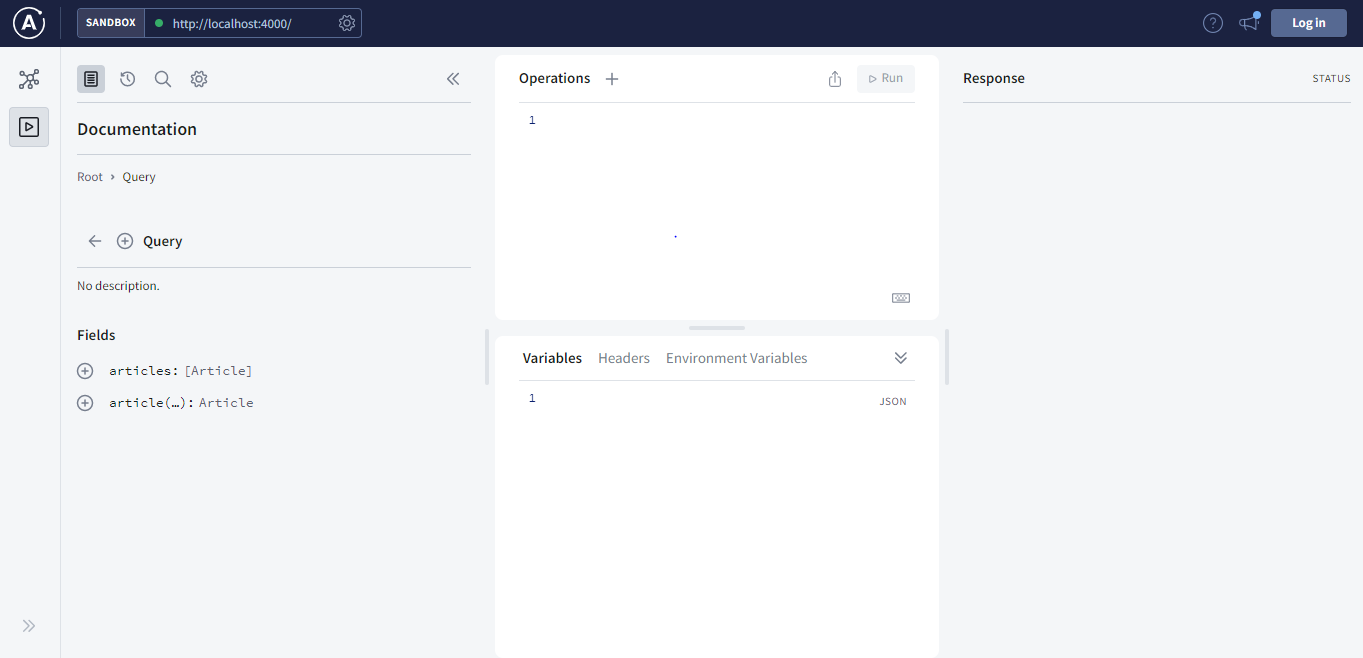 A SANDBOX http://localhost:4000/ ? Log in
Documentation
Root › Query
Query
No description.
Fields
articles: [Article]
article(…): Article
Operations
Run
1
Variables Headers Environment Variables
1
JSON
Response
STATUS